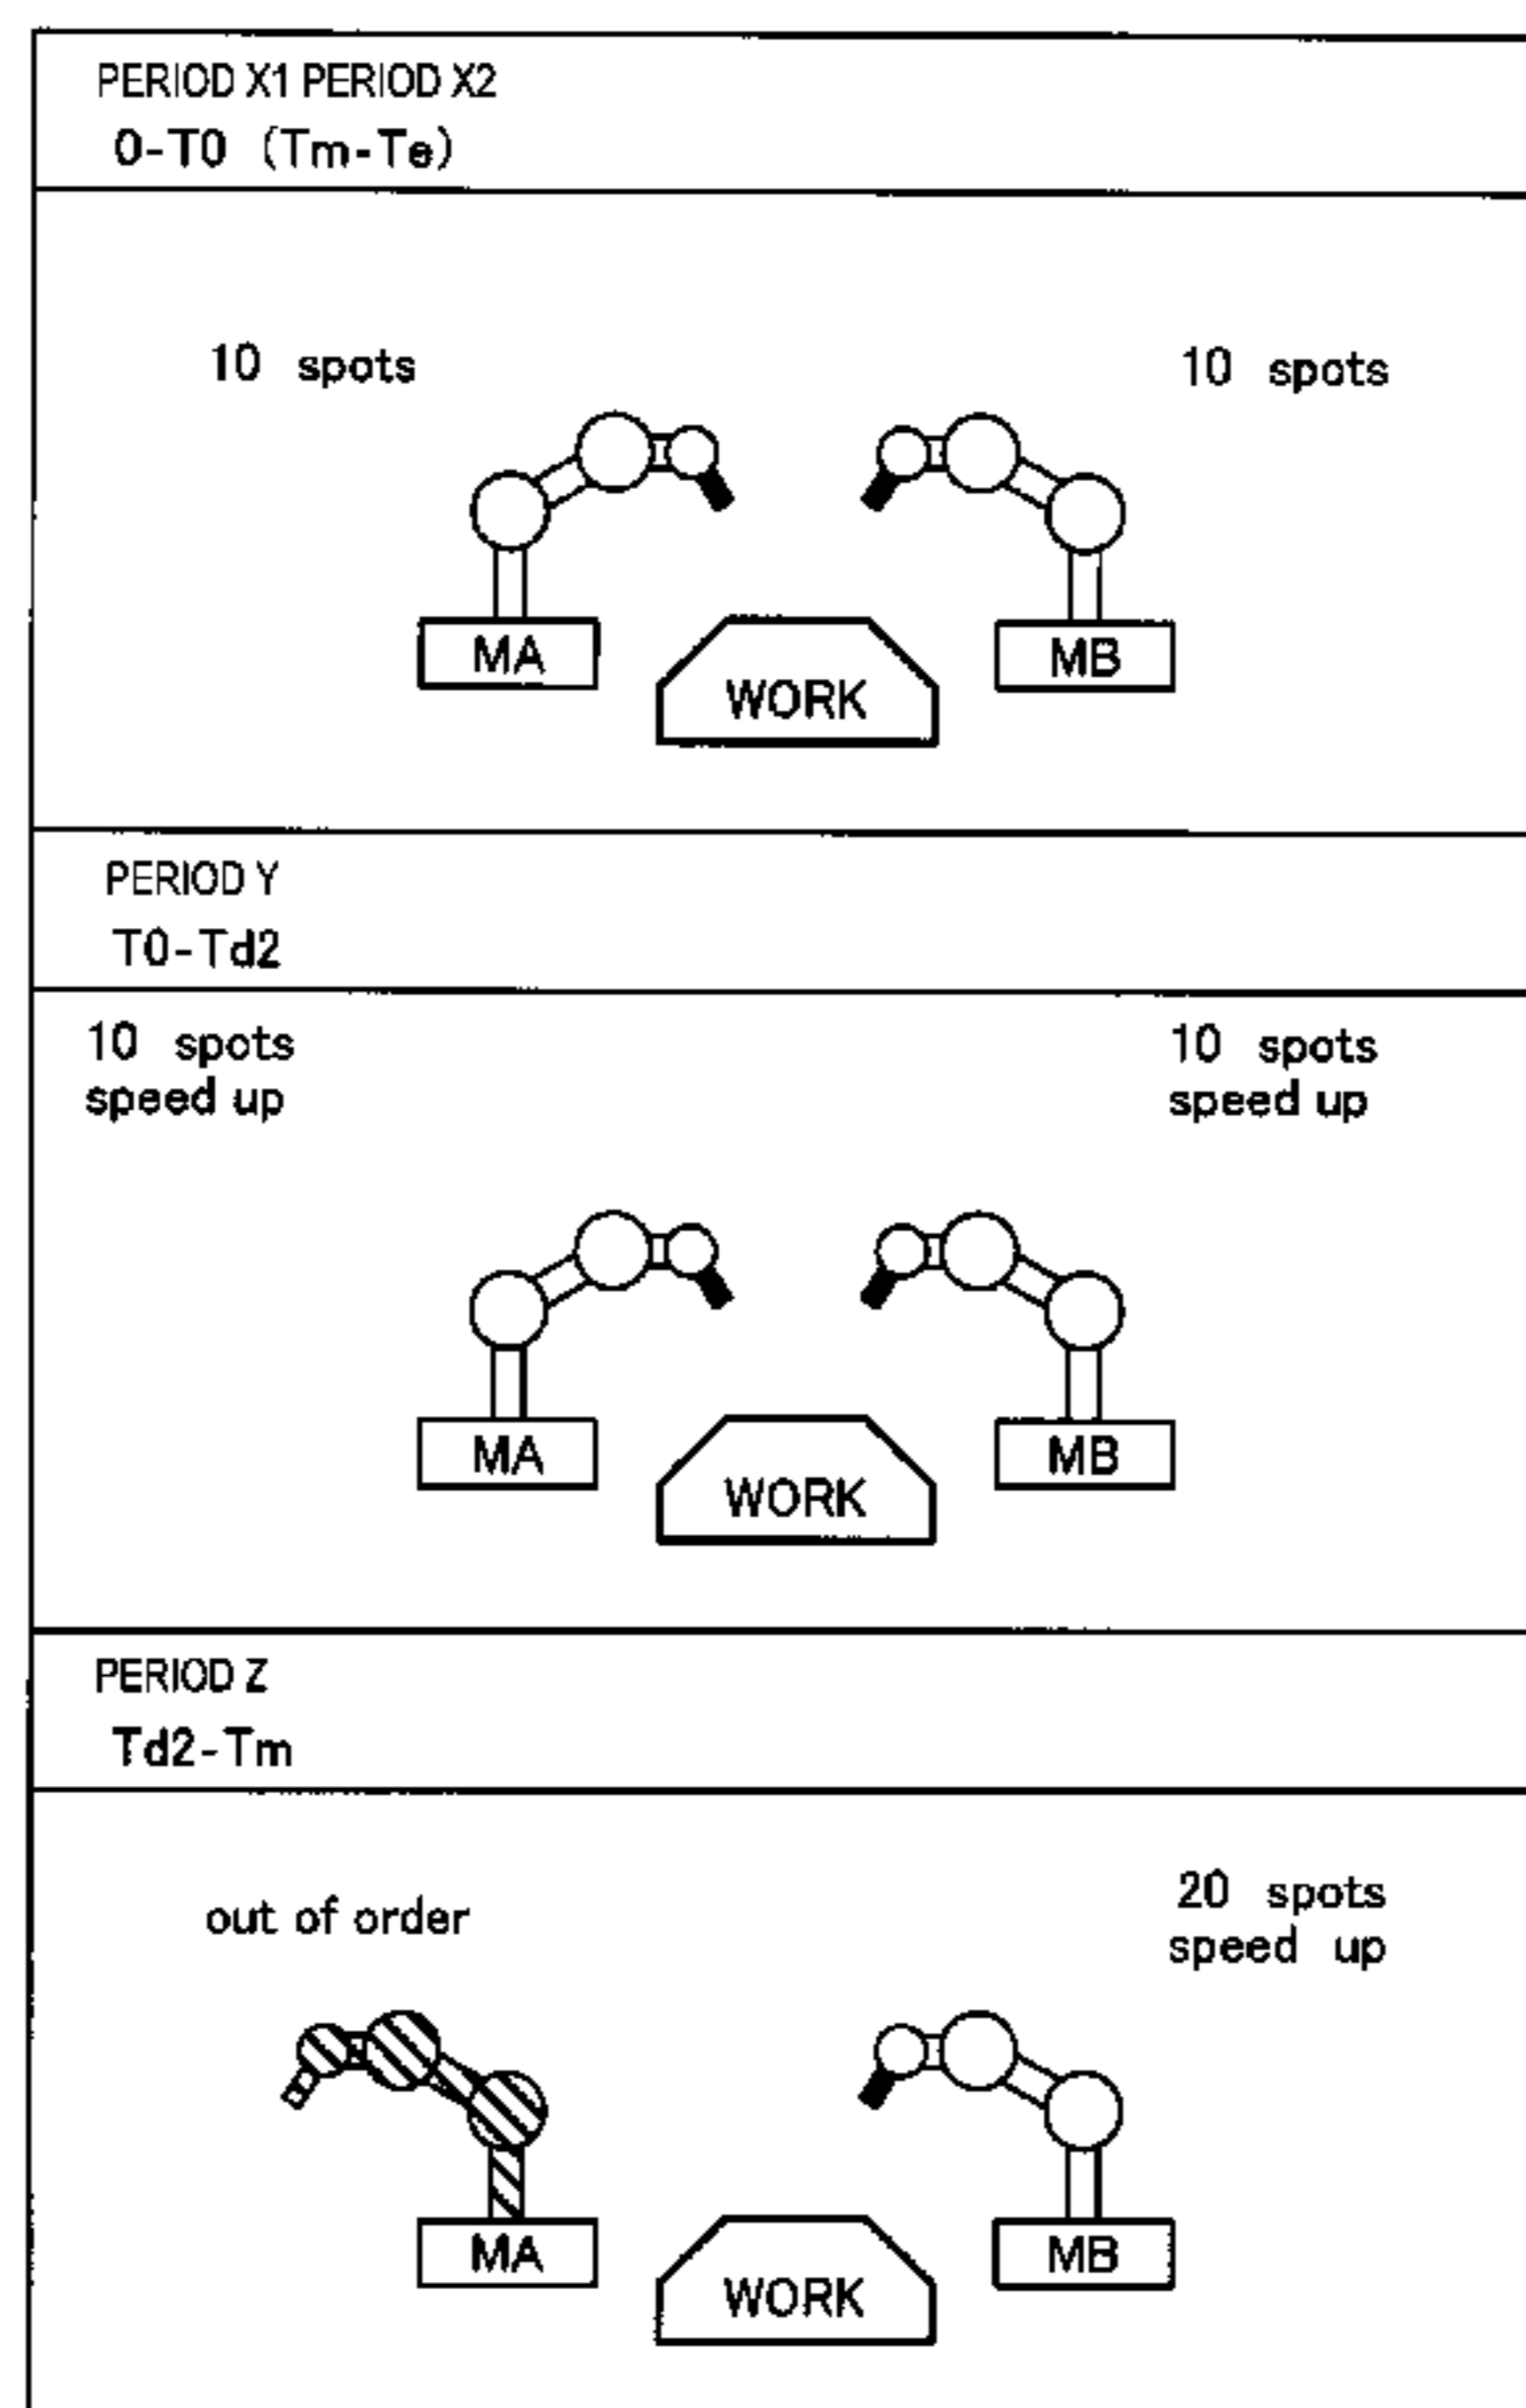 PERIOD X1 PERIOD X2
0-T0 (Tm-Te)
10 spots
10 spots
MA
WORK
MB
PERIOD Y
T0-Td2
10 spots
speed up
10 spots
speed up
MA
WORK
MB
PERIOD Z
Td2-Tm
out of order
20 spots
speed up
MA
WORK
MB